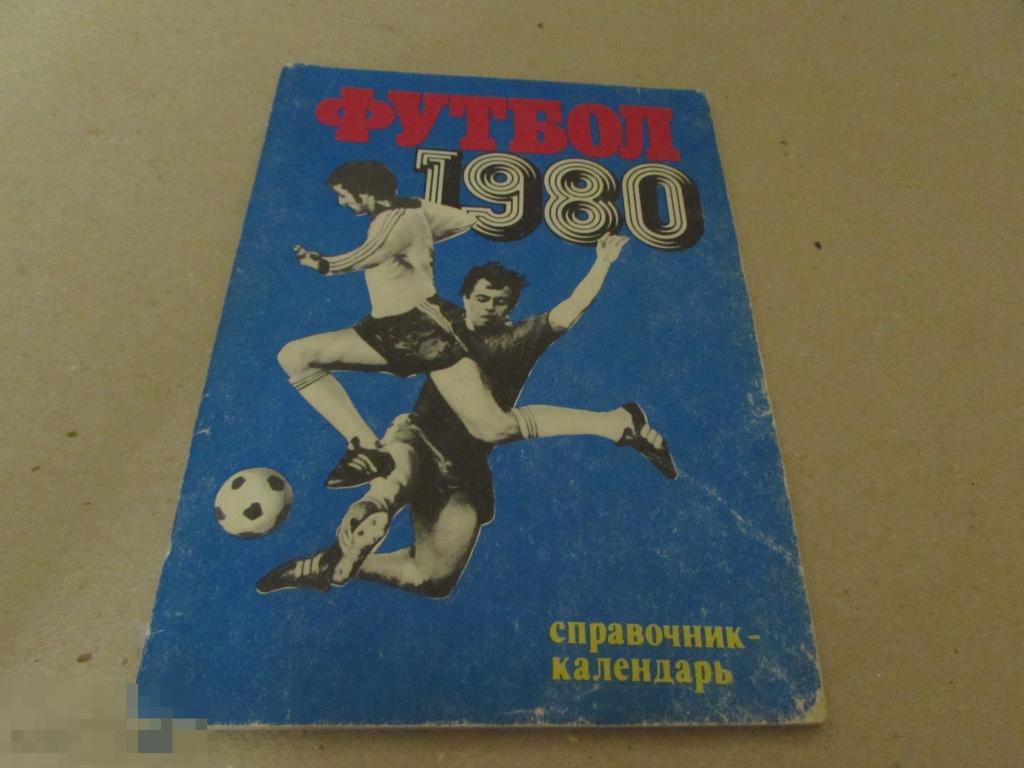 ФУТБОЛ
1980
справочник-
календарь